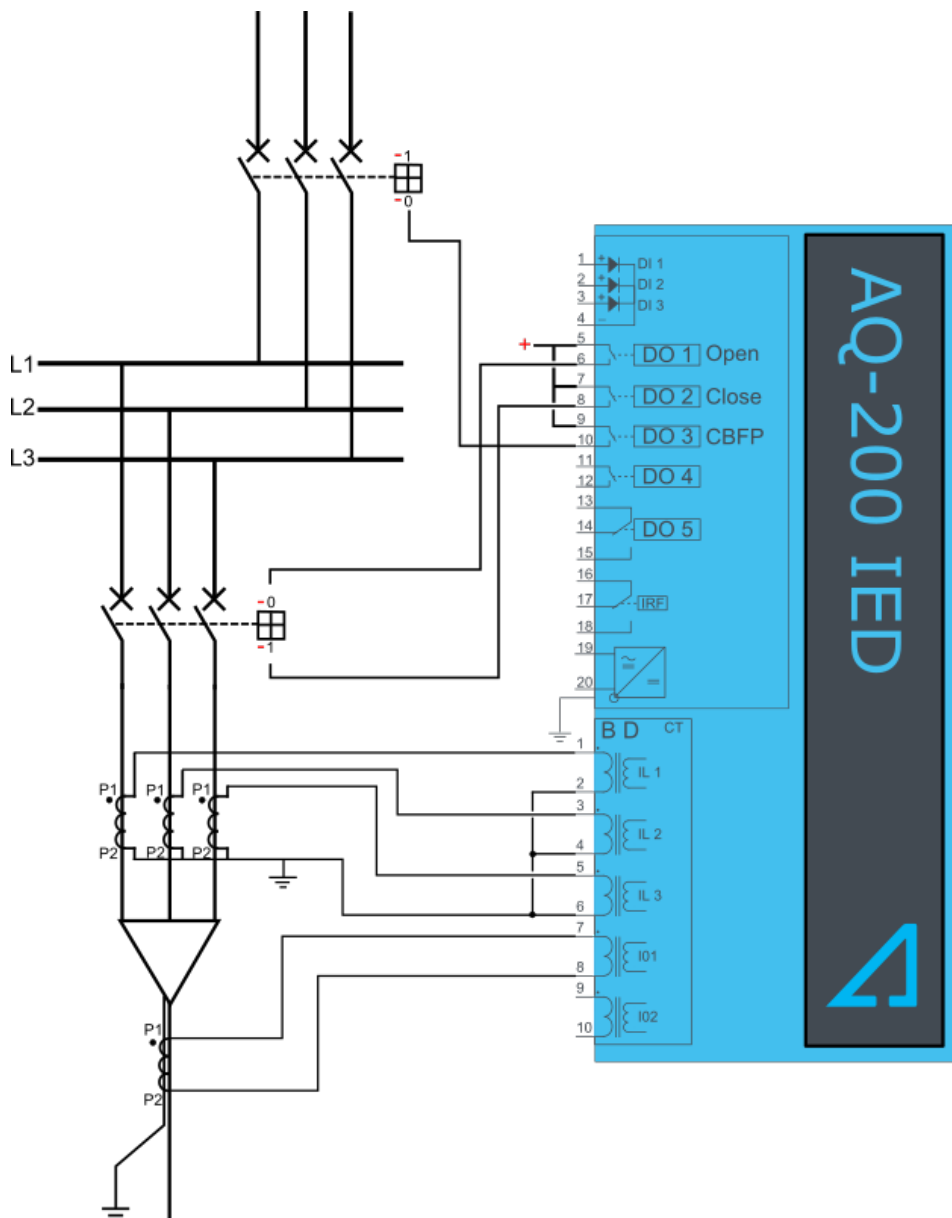 -1
-0
1 + DI 1
2 + DI 2
3 + DI 3
4 -
+ 5
6 DO 1 Open
7
8 DO 2 Close
9
10 DO 3 CBFP
11
12 DO 4
13
14 DO 5
15
16
17 IRF
18
19
20
L1
L2
L3
-0
-1
B D CT
1
2 IL 1
3
4 IL 2
5
6 IL 3
7
8 I01
9
10 I02
P1 P1 P1
P2 P2 P2
P1
P2
AQ-200 IED